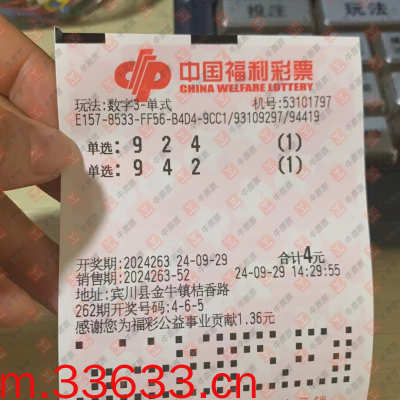 投注
玩法
中国福利彩票
CHINA WELFARE LOTTERY
玩法:数字3-单式 机号:53101797
E157-8533-FF56-B4D4-9CC1/93109297/94419
单选: 9 2 4 (1)
单选: 9 4 2 (1)
开奖期:2024263 24-09-29 合计4元
销售期:2024263-52 24-09-29 14:29:55
地址:宾川县金牛镇桔香路
262期开奖号码:4-6-5
感谢您为福彩公益事业贡献1.36元
m.33633.cn